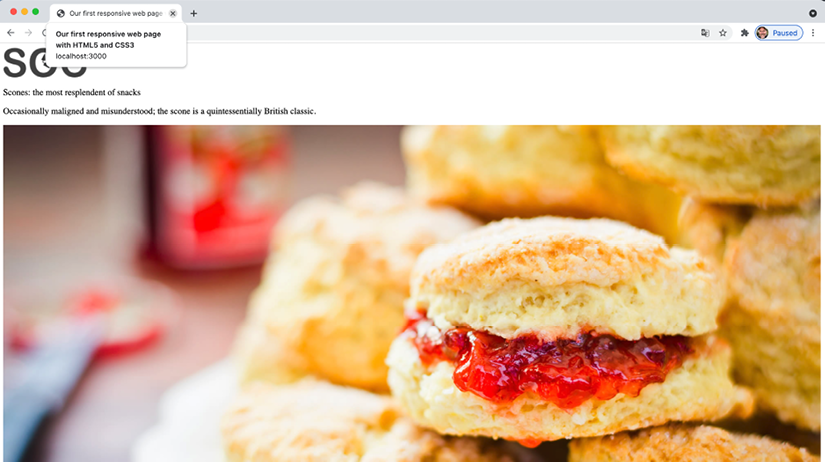 Our first responsive web page
Paused
Our first responsive web page
with HTML5 and CSS3
localhost:3000
Scones: the most resplendent of snacks
Occasionally maligned and misunderstood; the scone is a quintessentially British classic.